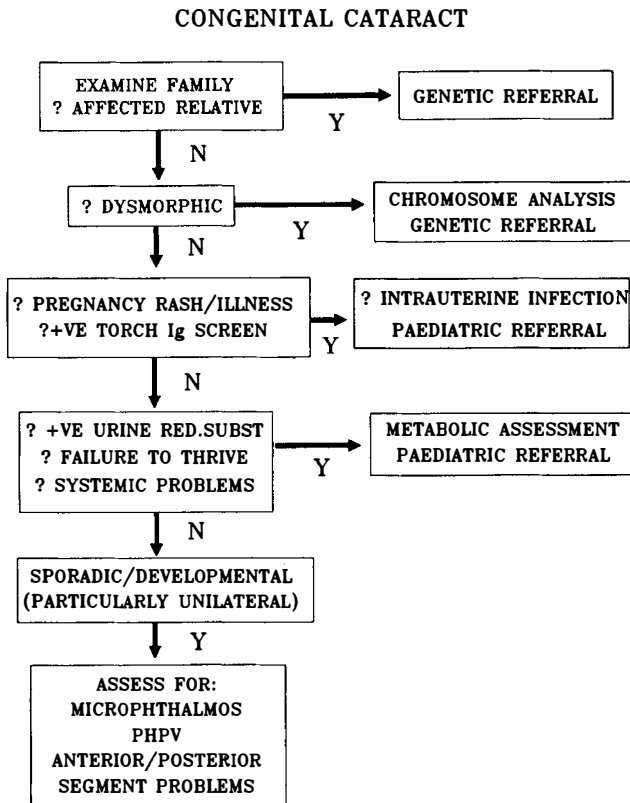 CONGENITAL CATARACT
EXAMINE FAMILY
? AFFECTED RELATIVE
Y
GENETIC REFERRAL
N
? DYSMORPHIC
Y
CHROMOSOME ANALYSIS
GENETIC REFERRAL
N
? PREGNANCY RASH/ILLNESS
?+VE TORCH Ig SCREEN
Y
? INTRAUTERINE INFECTION
PAEDIATRIC REFERRAL
N
? +VE URINE RED.SUBST
? FAILURE TO THRIVE
? SYSTEMIC PROBLEMS
Y
METABOLIC ASSESSMENT
PAEDIATRIC REFERRAL
N
SPORADIC/DEVELOPMENTAL
(PARTICULARLY UNILATERAL)
Y
ASSESS FOR:
MICROPHTHALMOS
PHPV
ANTERIOR/POSTERIOR
SEGMENT PROBLEMS